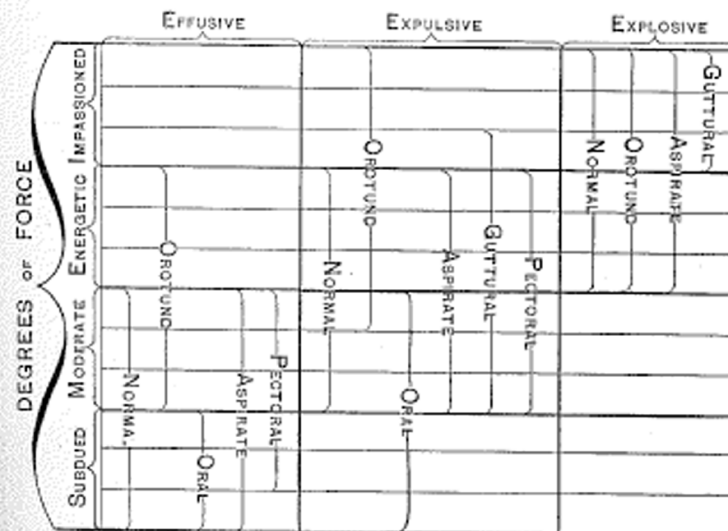 EFFUSIVE
EXPULSIVE
EXPLOSIVE
DEGREES OF FORCE
IMPASSIONED
ENERGETIC
MODERATE
SUBDUED
NORMAL
OROTUND
ORAL
ASPIRATE
PECTORAL
NORMAL
OROTUND
ORAL
ASPIRATE
GUTTURAL
PECTORAL
NORMAL
OROTUND
ASPIRATE
GUTTURAL